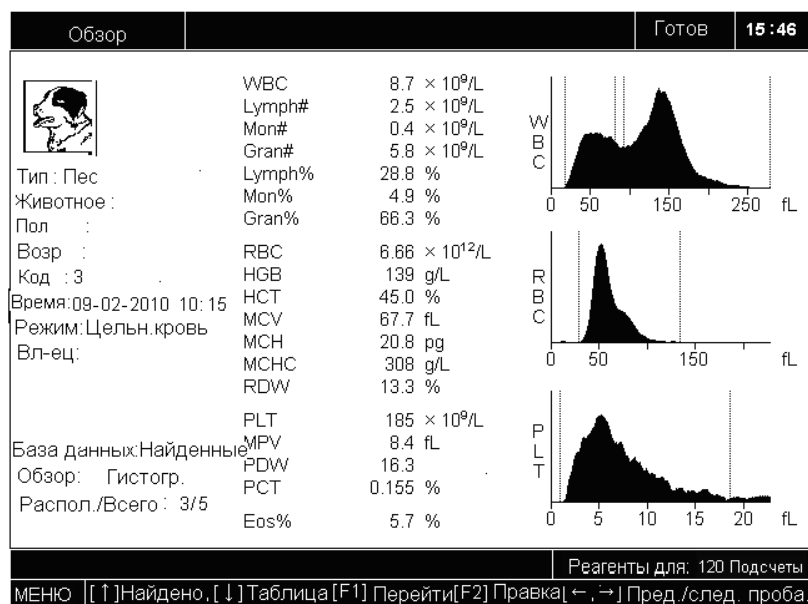 Обзор Готов 15:46
Тип : Пес
Животное :
Пол :
Возр :
Код : 3
Время:09-02-2010 10:15
Режим:Цельн.кровь
Вл-ец:
База данных:Найденные
Обзор: Гистогр.
Распол./Всего : 3/5
WBC 8.7 × 10⁹/L
Lymph# 2.5 × 10⁹/L
Mon# 0.4 × 10⁹/L
Gran# 5.8 × 10⁹/L
Lymph% 28.8 %
Mon% 4.9 %
Gran% 66.3 %
RBC 6.66 × 10¹²/L
HGB 139 g/L
HCT 45.0 %
MCV 67.7 fL
MCH 20.8 pg
MCHC 308 g/L
RDW 13.3 %
PLT 185 × 10⁹/L
MPV 8.4 fL
PDW 16.3
PCT 0.155 %
Eos% 5.7 %
WBC
0 50 150 250 fL
RBC
0 50 150 fL
PLT
0 5 10 15 20 fL
Реагенты для: 120 Подсчеты
МЕНЮ [↑]Найдено,[↓]Таблица[F1] Перейти[F2] Правка[←,→] Пред./след. проба